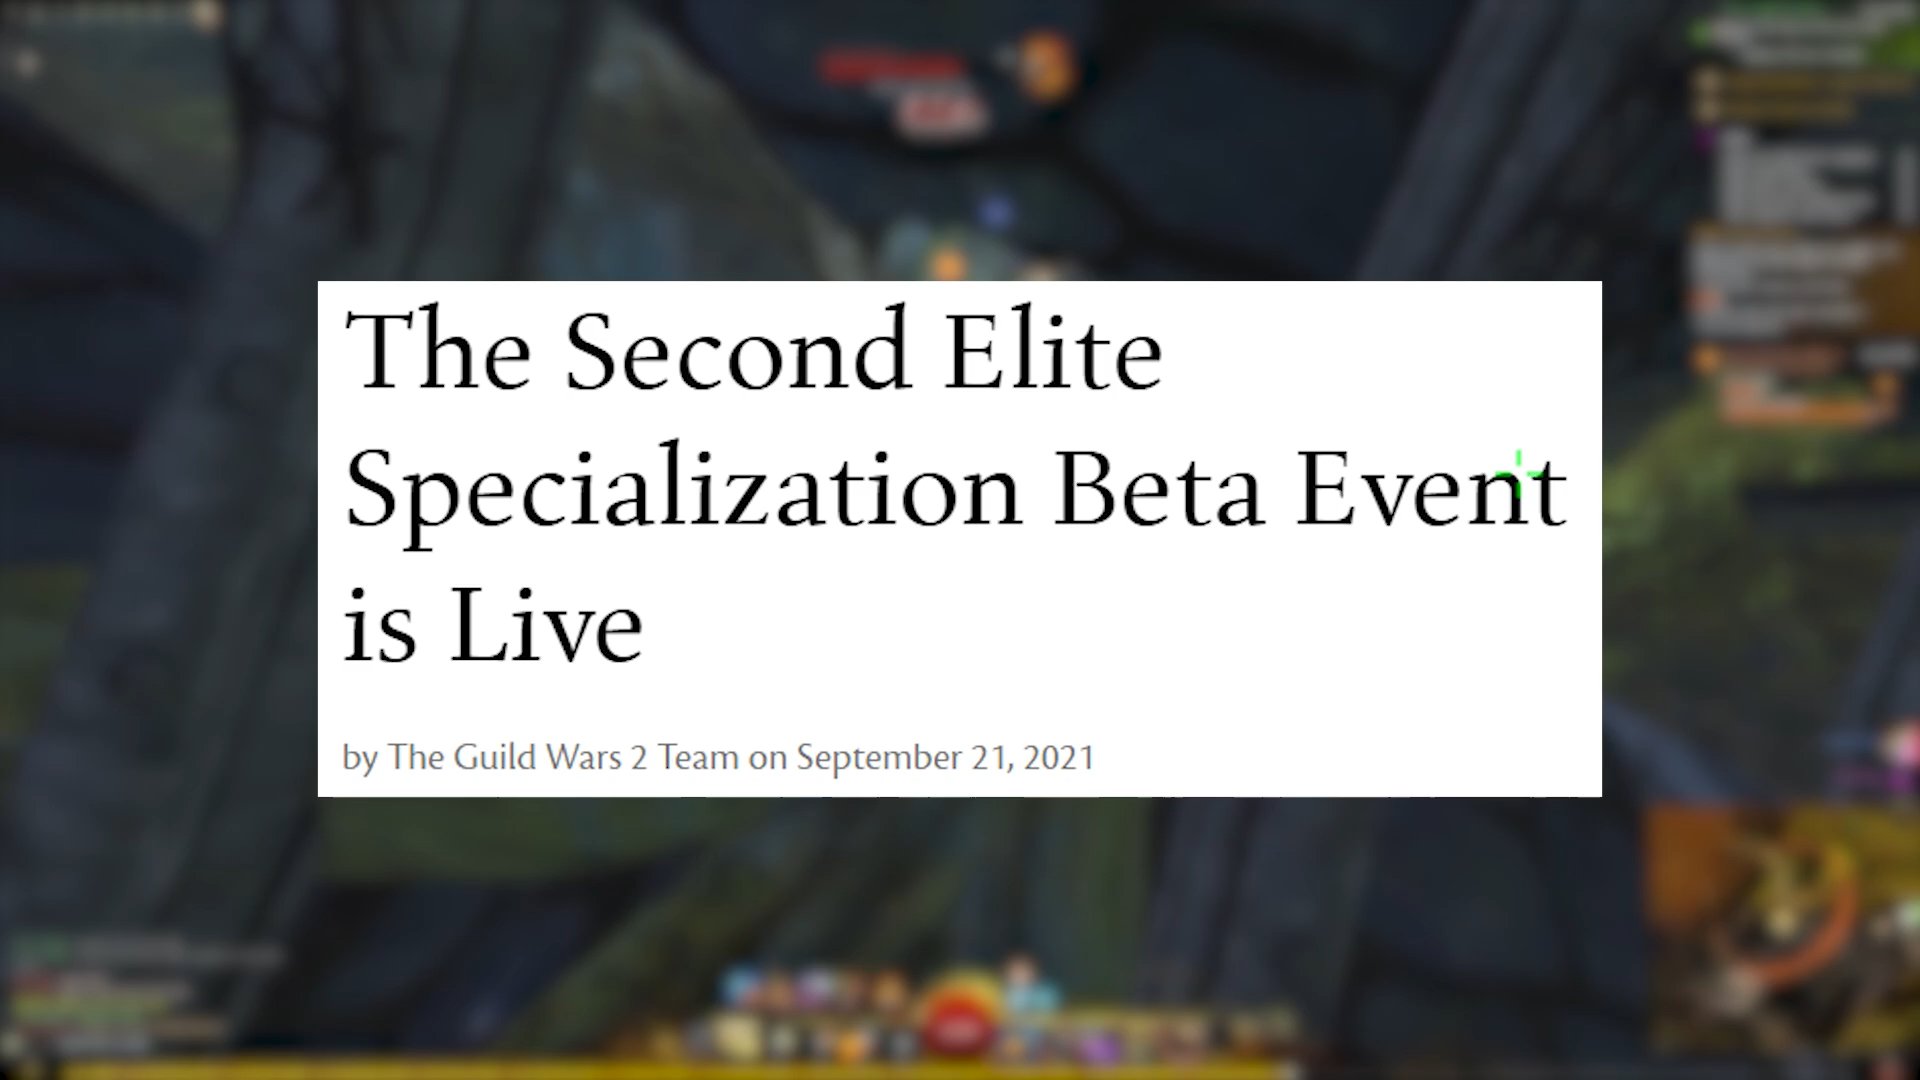 The Second Elite
Specialization Beta Event
is Live
by The Guild Wars 2 Team on September 21, 2021